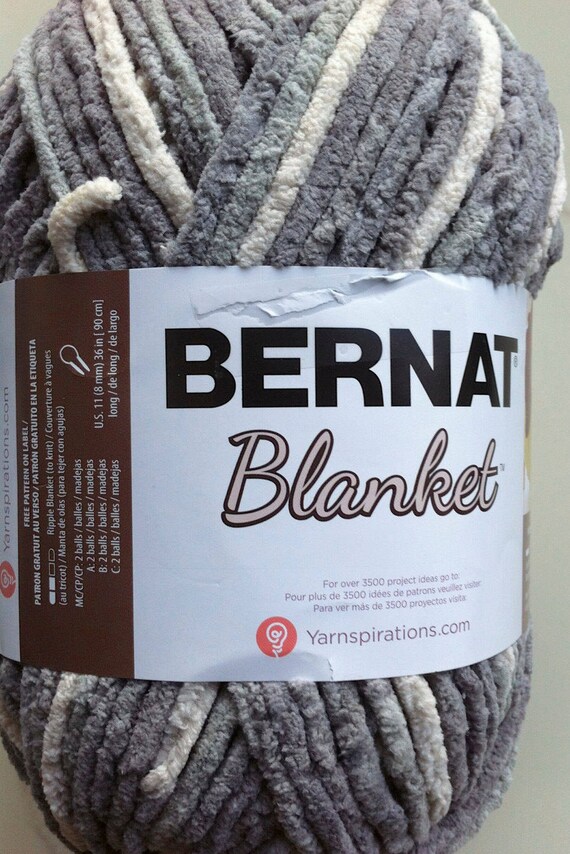 Yarnspirations.com
FREE PATTERN ON LABEL /
PATRON GRATUIT AU VERSO / PATRÓN GRATUITO EN LA ETIQUETA
Ripple Blanket (to knit) / Couverture à vagues
(au tricot) / Manta de olas (para tejer con agujas)
MC/CP/CP: 2 balls / balles / madejas
A: 2 balls / balles / madejas
B: 2 balls / balles / madejas
C: 2 balls / balles / madejas
U.S. 11 (8 mm) 36 in [ 90 cm]
long / de long / de largo
BERNAT®
Blanket™
For over 3500 project ideas go to:
Pour plus de 3500 idées de patrons veuillez visiter:
Para ver más de 3500 proyectos visita:
Yarnspirations.com